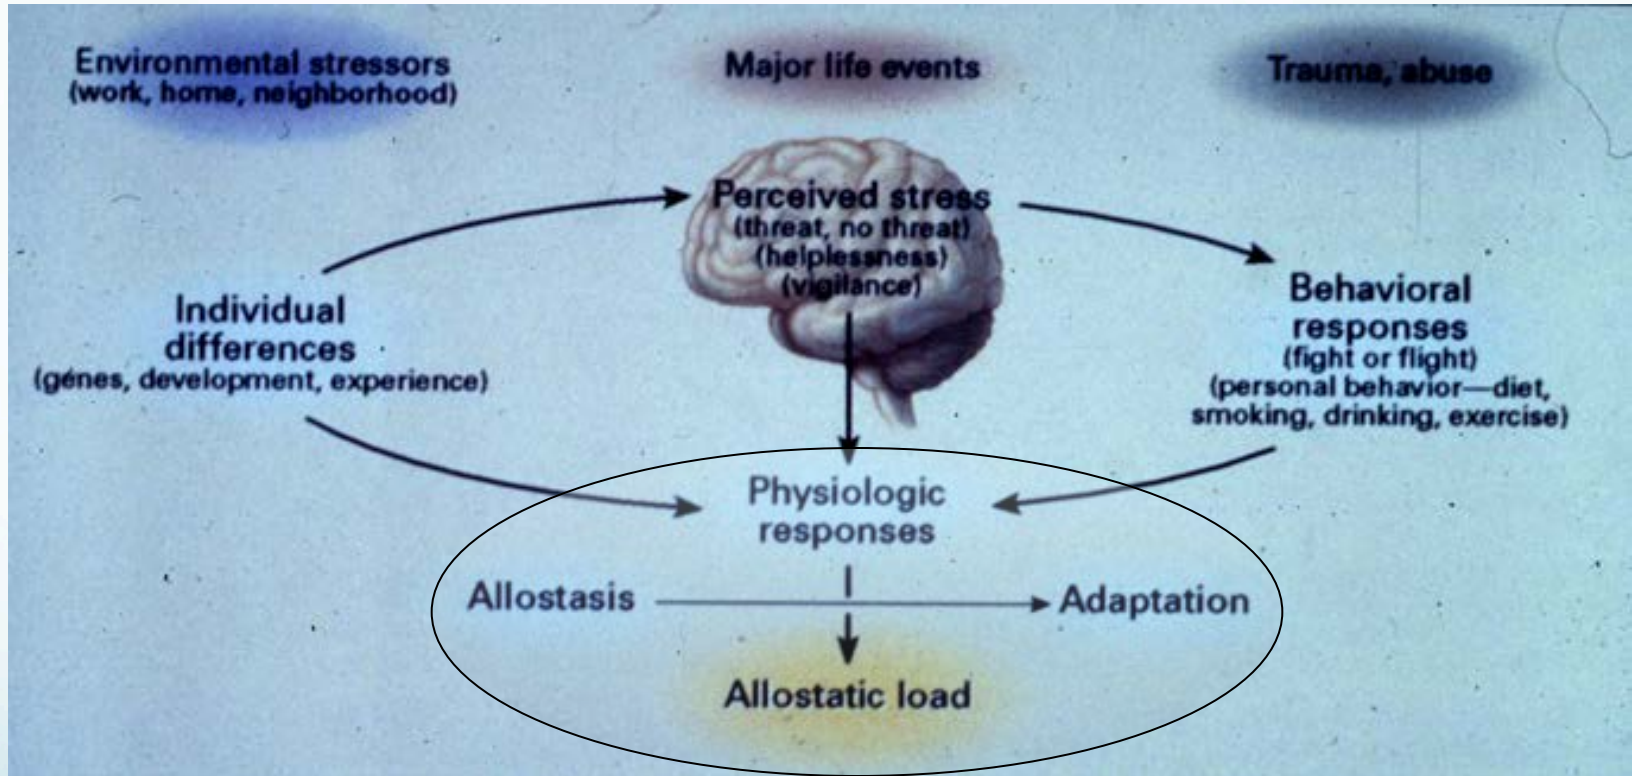 Environmental stressors
(work, home, neighborhood)
Major life events
Trauma, abuse
Perceived stress
(threat, no threat)
(helplessness)
(vigilance)
Individual
differences
(genes, development, experience)
Behavioral
responses
(fight or flight)
(personal behavior—diet,
smoking, drinking, exercise)
Physiologic
responses
Allostasis
Adaptation
Allostatic load